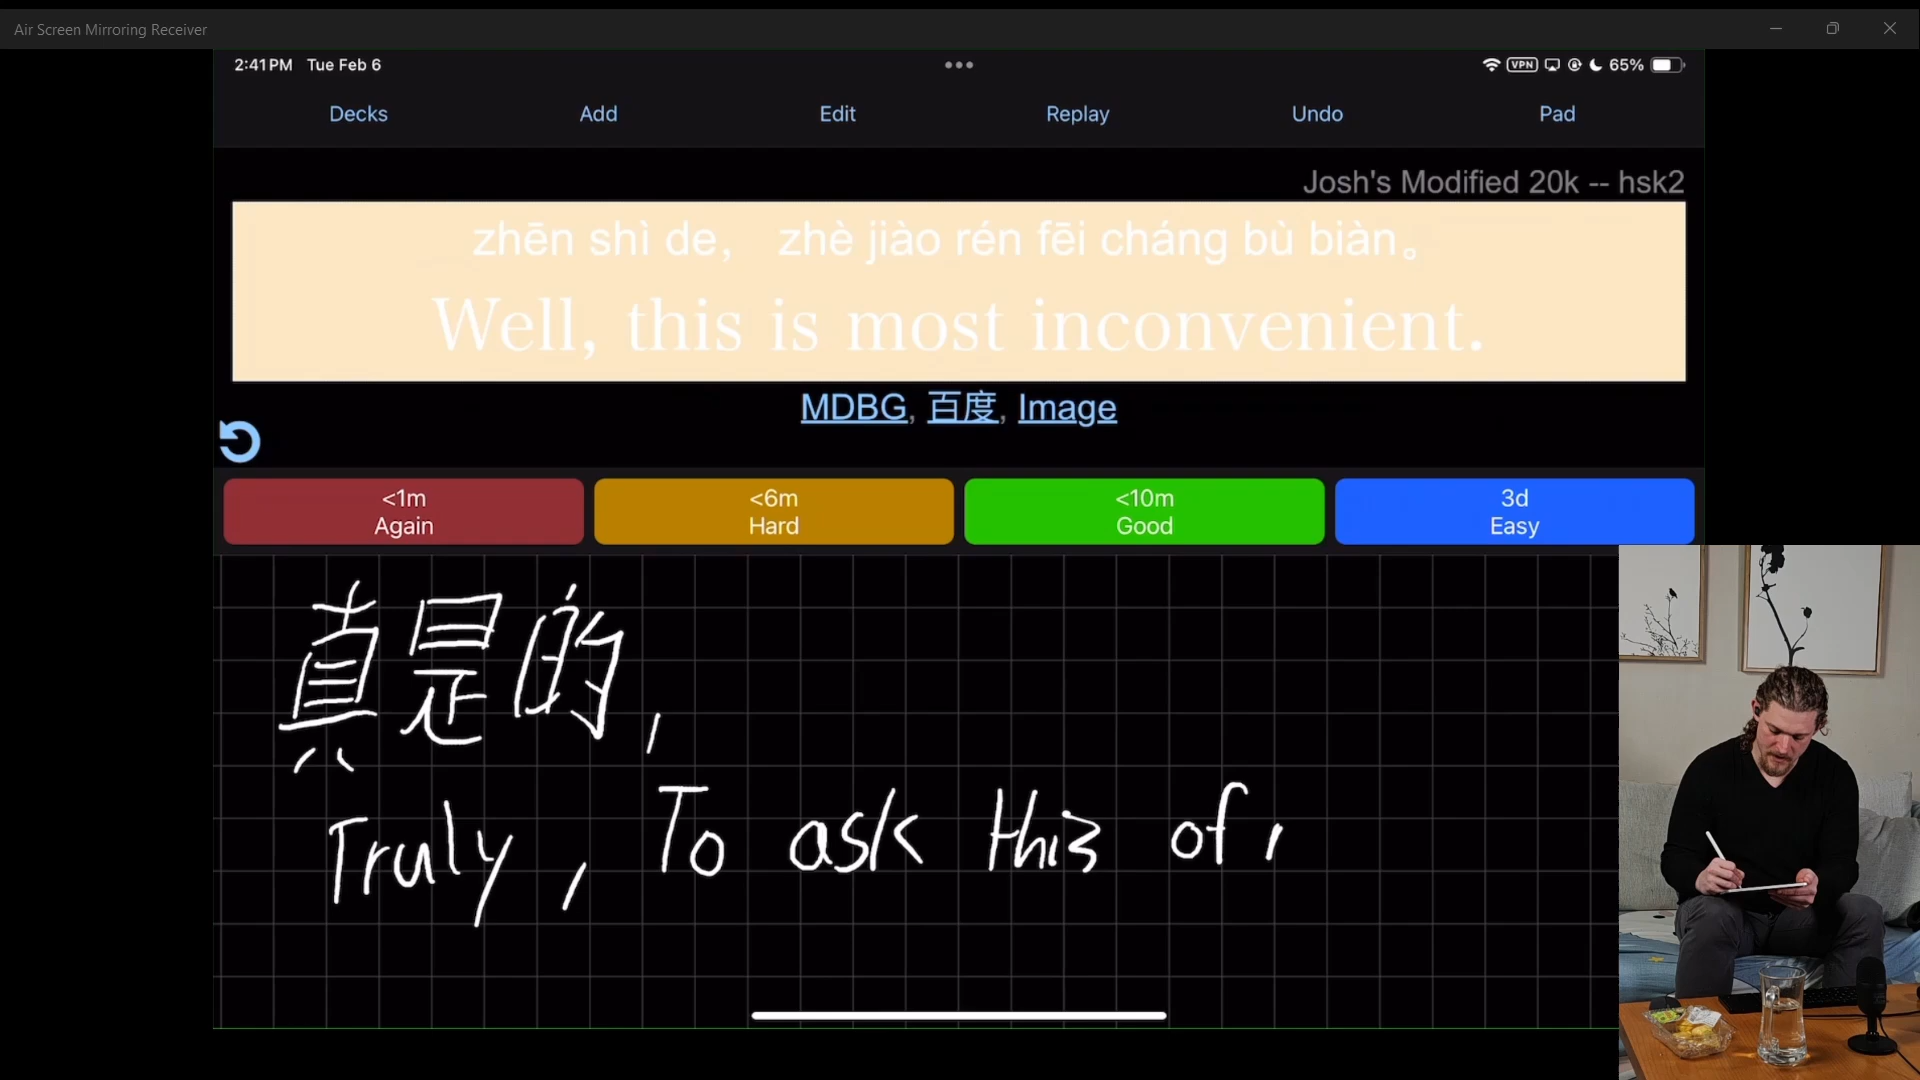 Air Screen Mirroring Receiver
2:41 PM Tue Feb 6
VPN 65%
Decks Add Edit Replay Undo Pad
Josh's Modified 20k -- hsk2
zhēn shì de， zhè jiào rén fēi cháng bù biàn。
Well, this is most inconvenient.
MDBG, 百度, Image
<1m <6m <10m 3d
Again Hard Good Easy
真是的,
Truly, To ask this of